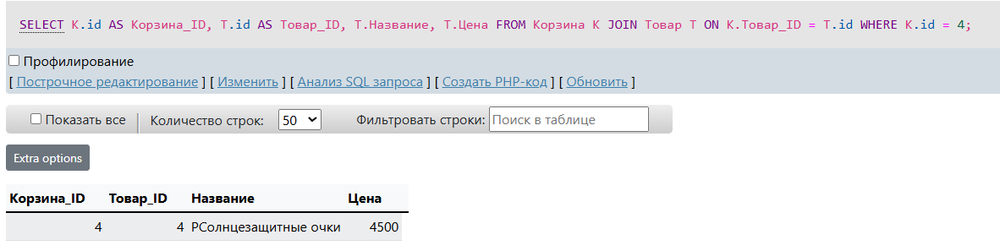 SELECT K.id AS Корзина_ID, T.id AS Товар_ID, T.Название, T.Цена FROM Корзина K JOIN Товар T ON K.Товар_ID = T.id WHERE K.id = 4;
Профилирование
[ Построчное редактирование ] [ Изменить ] [ Анализ SQL запроса ] [ Создать PHP-код ] [ Обновить ]
Показать все Количество строк: 50 Фильтровать строки: Поиск в таблице
Extra options
Корзина_ID Товар_ID Название Цена
4 4 РСолнцезащитные очки 4500